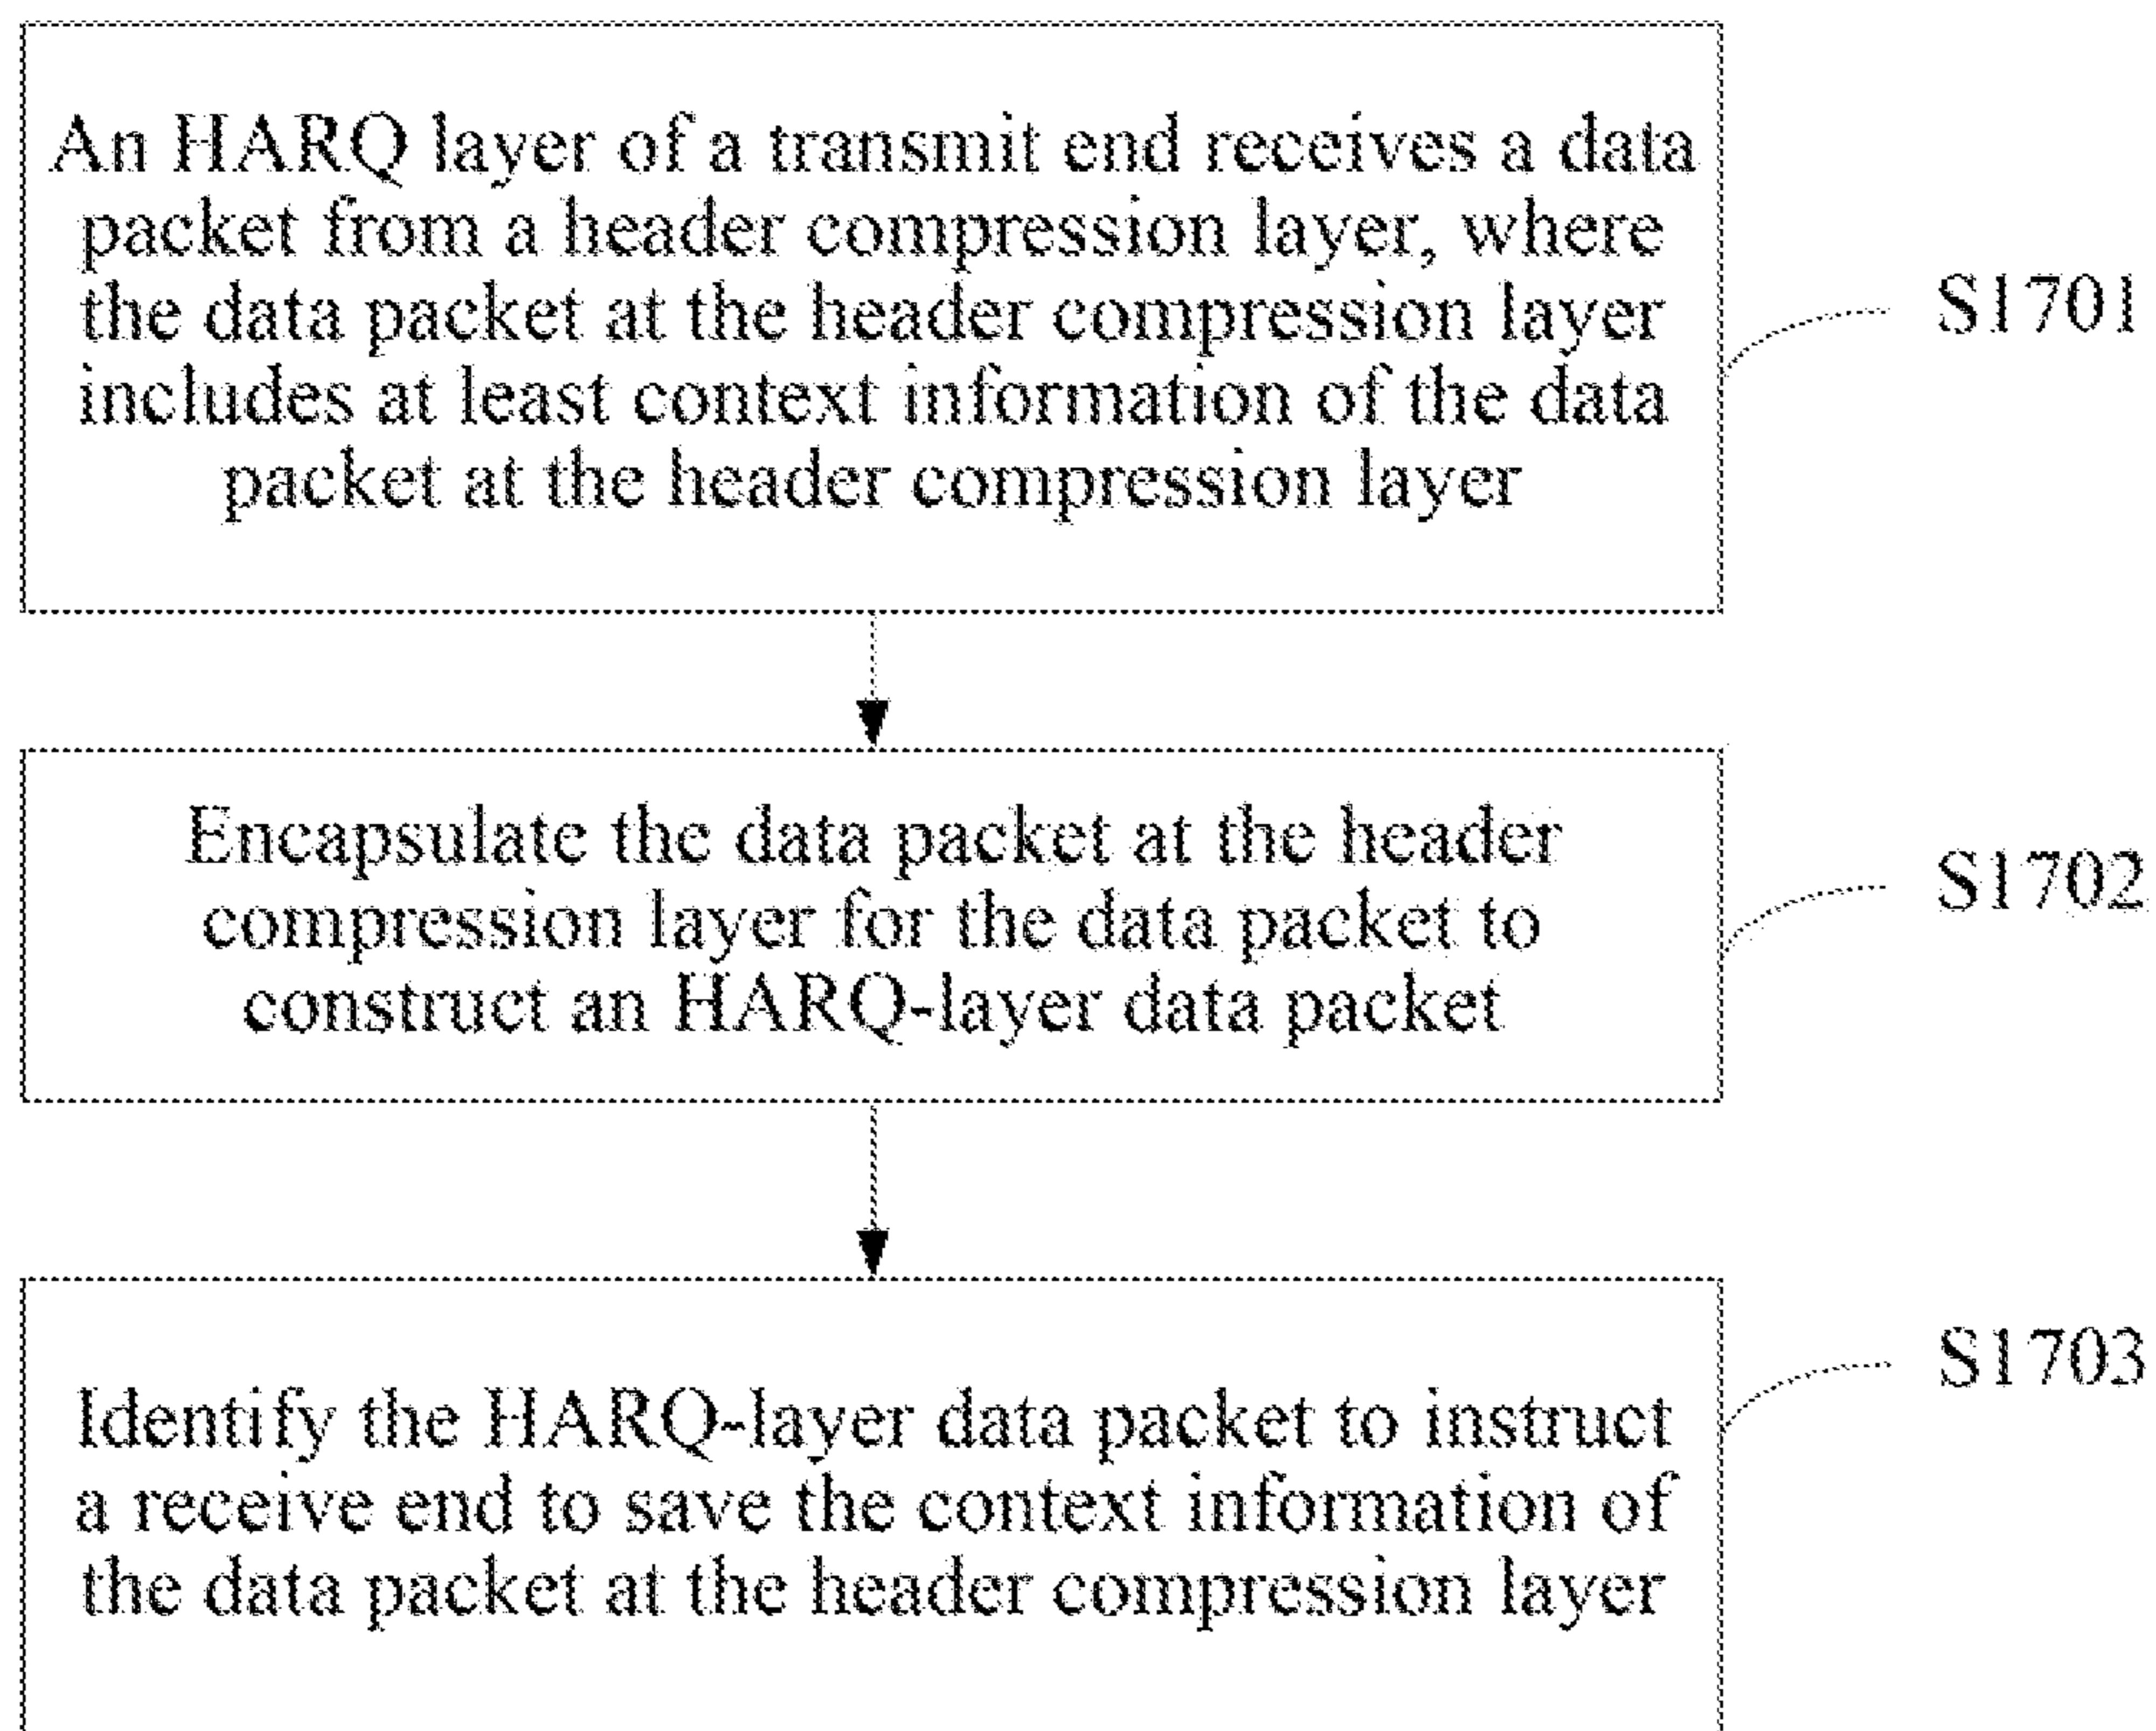 An HARQ layer of a transmit end receives a data
packet from a header compression layer, where
the data packet at the header compression layer
includes at least context information of the data
packet at the header compression layer
S1701
Encapsulate the data packet at the header
compression layer for the data packet to
construct an HARQ-layer data packet
S1702
Identify the HARQ-layer data packet to instruct
a receive end to save the context information of
the data packet at the header compression layer
S1703